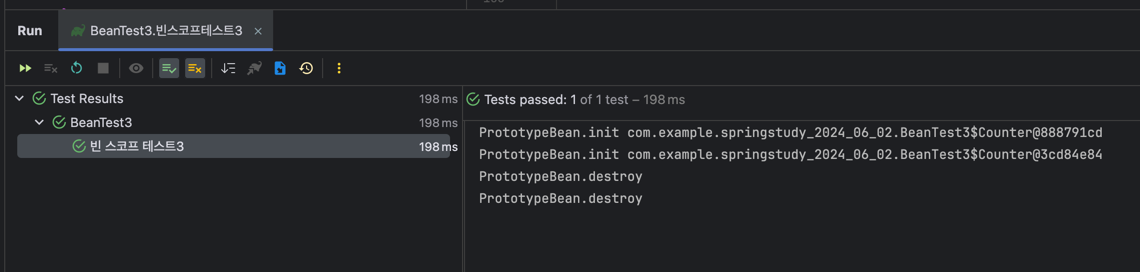 Run
BeanTest3.빈스코프테스트3
Test Results
198 ms
BeanTest3
198 ms
빈 스코프 테스트3
198 ms
Tests passed: 1 of 1 test – 198 ms
PrototypeBean.init com.example.springstudy_2024_06_02.BeanTest3$Counter@888791cd
PrototypeBean.init com.example.springstudy_2024_06_02.BeanTest3$Counter@3cd84e84
PrototypeBean.destroy
PrototypeBean.destroy